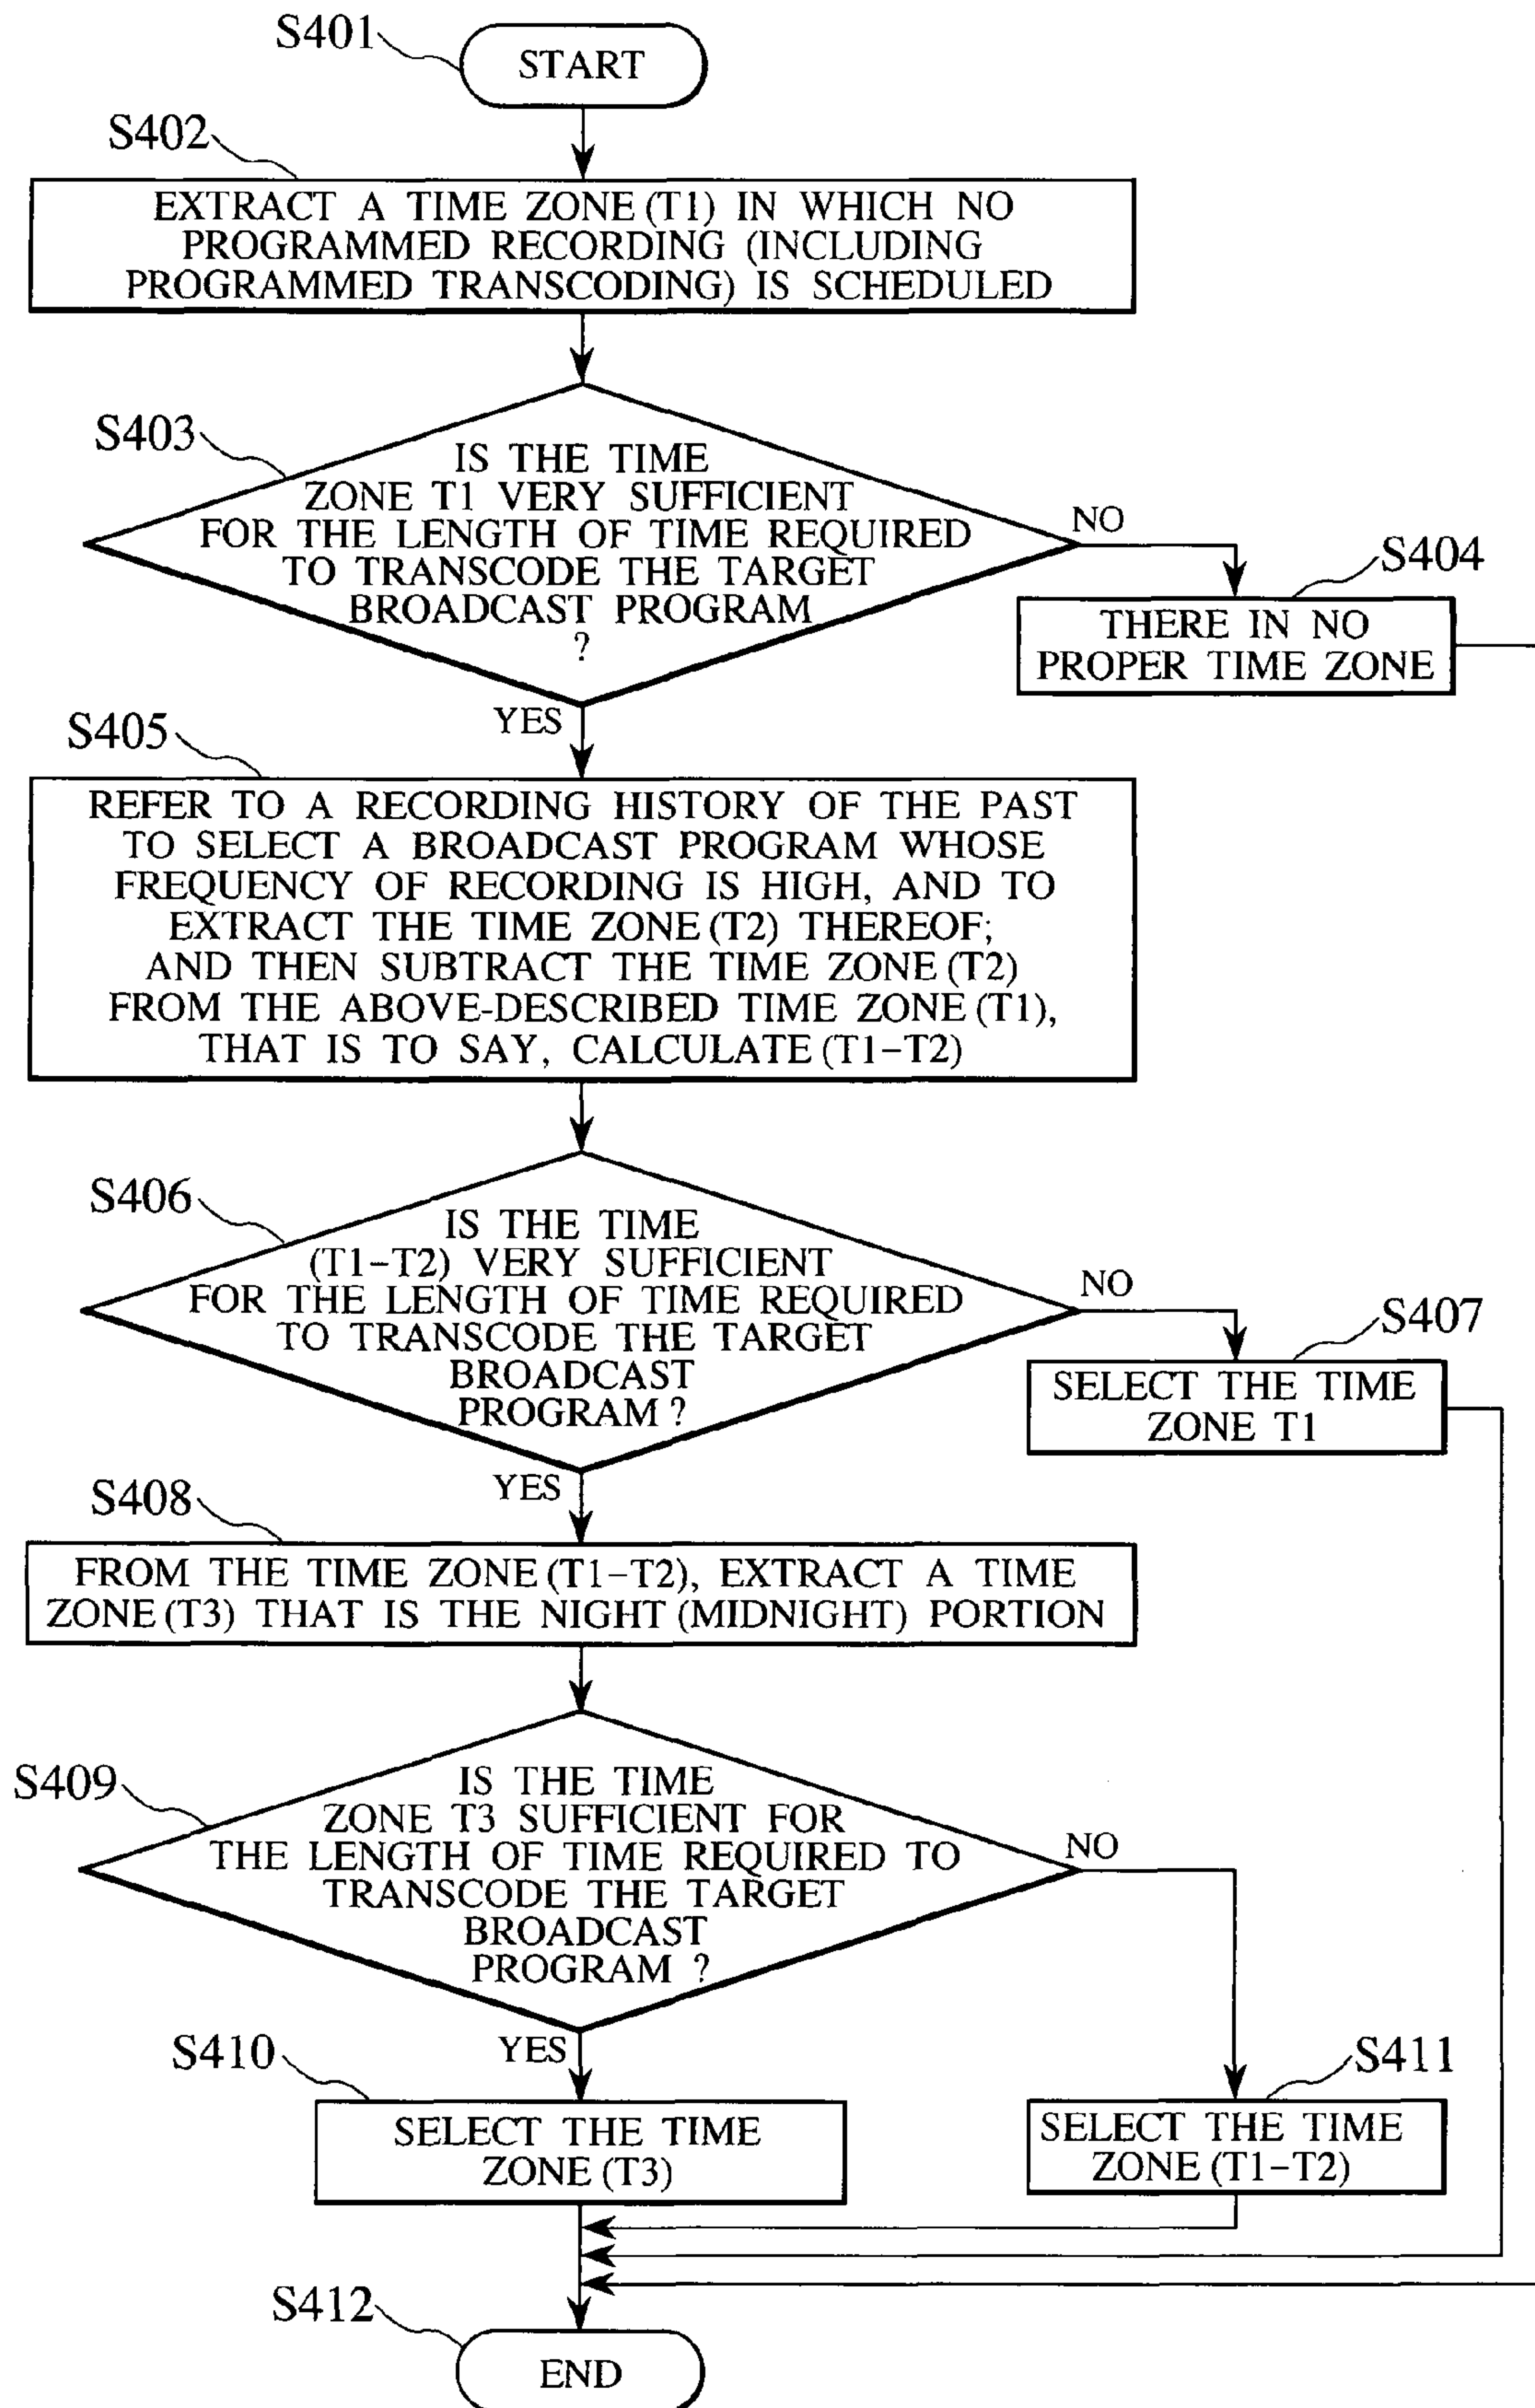 S401
START
S402
EXTRACT A TIME ZONE (T1) IN WHICH NO
PROGRAMMED RECORDING (INCLUDING
PROGRAMMED TRANSCODING) IS SCHEDULED
S403
IS THE TIME
ZONE T1 VERY SUFFICIENT
FOR THE LENGTH OF TIME REQUIRED
TO TRANSCODE THE TARGET
BROADCAST PROGRAM
?
NO
S404
THERE IN NO
PROPER TIME ZONE
YES
S405
REFER TO A RECORDING HISTORY OF THE PAST
TO SELECT A BROADCAST PROGRAM WHOSE
FREQUENCY OF RECORDING IS HIGH, AND TO
EXTRACT THE TIME ZONE (T2) THEREOF;
AND THEN SUBTRACT THE TIME ZONE (T2)
FROM THE ABOVE-DESCRIBED TIME ZONE (T1),
THAT IS TO SAY, CALCULATE (T1-T2)
S406
IS THE TIME
(T1-T2) VERY SUFFICIENT
FOR THE LENGTH OF TIME REQUIRED
TO TRANSCODE THE TARGET
BROADCAST
PROGRAM ?
NO
S407
SELECT THE TIME
ZONE T1
YES
S408
FROM THE TIME ZONE (T1-T2), EXTRACT A TIME
ZONE (T3) THAT IS THE NIGHT (MIDNIGHT) PORTION
S409
IS THE TIME
ZONE T3 SUFFICIENT FOR
THE LENGTH OF TIME REQUIRED TO
TRANSCODE THE TARGET
BROADCAST
PROGRAM ?
NO
YES
S410
SELECT THE TIME
ZONE (T3)
S411
SELECT THE TIME
ZONE (T1-T2)
S412
END